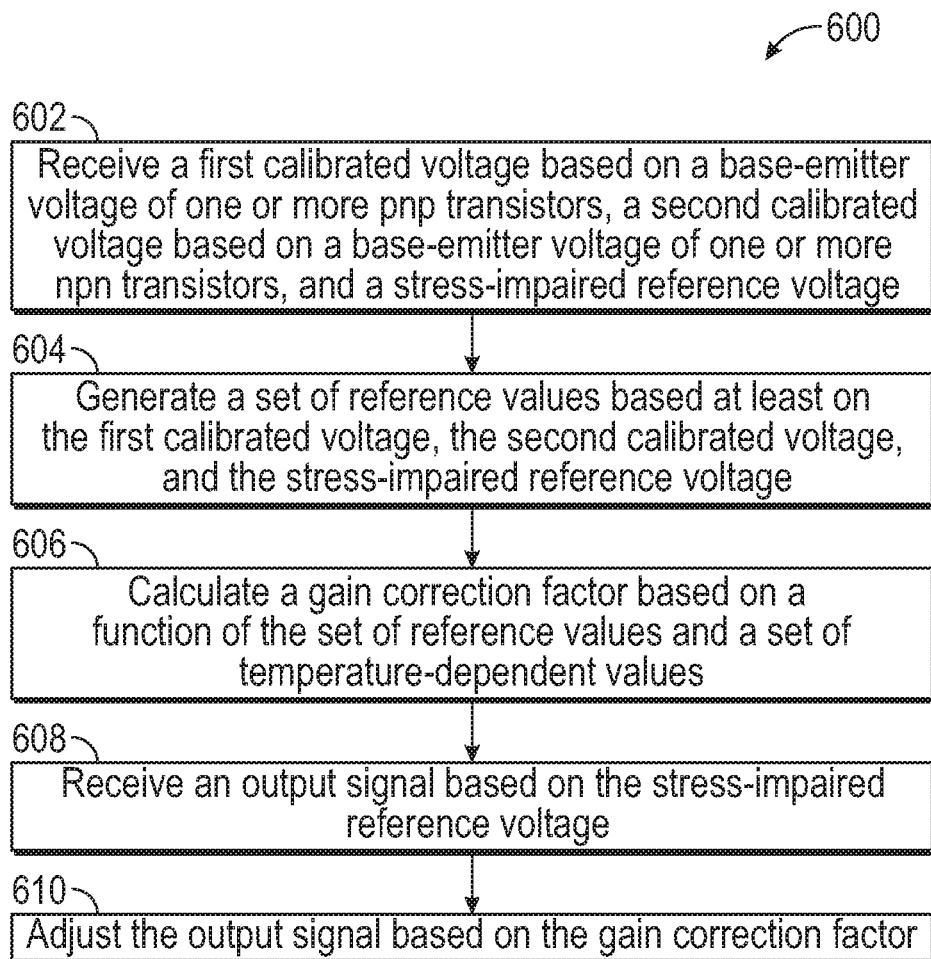 600
602
Receive a first calibrated voltage based on a base-emitter
voltage of one or more pnp transistors, a second calibrated
voltage based on a base-emitter voltage of one or more
npn transistors, and a stress-impaired reference voltage
604
Generate a set of reference values based at least on
the first calibrated voltage, the second calibrated voltage,
and the stress-impaired reference voltage
606
Calculate a gain correction factor based on a
function of the set of reference values and a set of
temperature-dependent values
608
Receive an output signal based on the stress-impaired
reference voltage
610
Adjust the output signal based on the gain correction factor